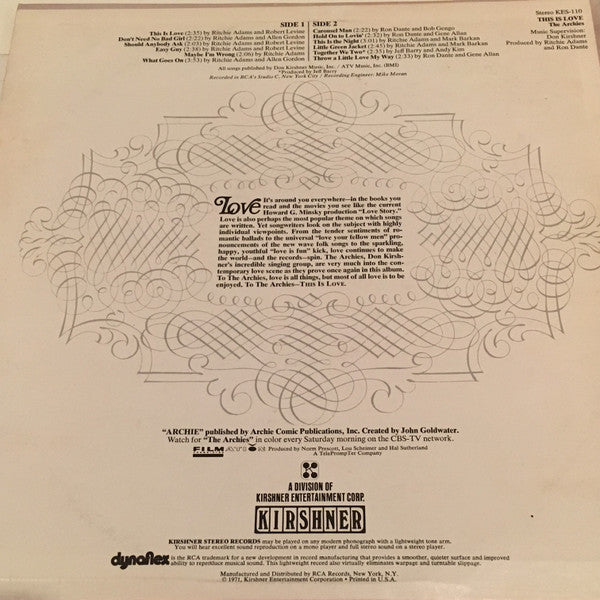 SIDE 1 | SIDE 2
This Is Love (2:35) by Ritchie Adams and Robert Levine
Don't Need No Bad Girl (2:22) by Ritchie Adams and Allen Gordon
Should Anybody Ask (2:03) by Ritchie Adams and Robert Levine
Easy Guy (2:38) by Ritchie Adams and Robert Levine
Maybe I'm Wrong (2:06) by Ritchie Adams
What Goes On (3:53) by Ritchie Adams and Allen Gordon
Carousel Man (2:22) by Ron Dante and Bob Gengo
Hold On to Lovin' (2:32) by Ron Dante and Gene Allan
This Is the Night (3:01) by Ritchie Adams and Mark Barkan
Little Green Jacket (2:45) by Ritchie Adams and Mark Barkan
Together We Two* (2:35) by Jeff Barry and Andy Kim
Throw a Little Love My Way (2:33) by Ron Dante and Gene Allan
All songs published by Don Kirshner Music, Inc. / ATV Music, Inc. (BMI)
*Produced by Jeff Barry
Recorded in RCA's Studio C, New York City / Recording Engineer: Mike Moran
Stereo KES-110
THIS IS LOVE
The Archies
Music Supervision:
Don Kirshner
Produced by Ritchie Adams
and Ron Dante
Love It's around you everywhere—in the books you
read and the movies you see like the current
Howard G. Minsky production "Love Story."
Love is also perhaps the most popular theme on which songs
are written. Yet songwriters look on the subject with highly
individual viewpoints. From the tender sentiments of ro-
mantic ballads to the universal "love your fellow men" pro-
nouncements of the new wave folk songs to the sparkling,
happy, youthful "love is fun" kick, love continues to make
the world—and the records—spin. The Archies, Don Kirsh-
ner's incredible singing group, are very much into the con-
temporary love scene as they prove once again in this album.
To The Archies, love is all things, but most of all love is to be
enjoyed. To The Archies—THIS IS LOVE.
"ARCHIE" published by Archie Comic Publications, Inc. Created by John Goldwater.
Watch for "The Archies" in color every Saturday morning on the CBS-TV network.
FILMATION Produced by Norm Prescott, Lou Scheimer and Hal Sutherland
A TelePrompTer Company
A DIVISION OF
KIRSHNER ENTERTAINMENT CORP.
KIRSHNER
KIRSHNER STEREO RECORDS may be played on any modern phonograph with a lightweight tone arm.
You will hear excellent sound reproduction on a mono player and full stereo sound on a stereo player.
dynaflex is the RCA trademark for a new development in record manufacturing that provides a smoother, quieter surface and improved
ability to reproduce musical sound. This lightweight record also virtually eliminates warpage and turntable slippage.
Manufactured and Distributed by RCA Records, New York, N.Y.
© 1971, Kirshner Entertainment Corporation • Printed in U.S.A.